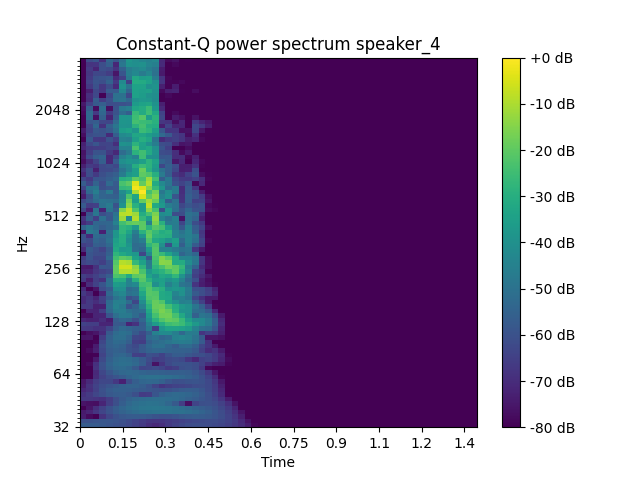 Constant-Q power spectrum speaker_4
Hz
2048
1024
512
256
128
64
32
0 0.15 0.3 0.45 0.6 0.75 0.9 1.1 1.2 1.4
Time
+0 dB
-10 dB
-20 dB
-30 dB
-40 dB
-50 dB
-60 dB
-70 dB
-80 dB